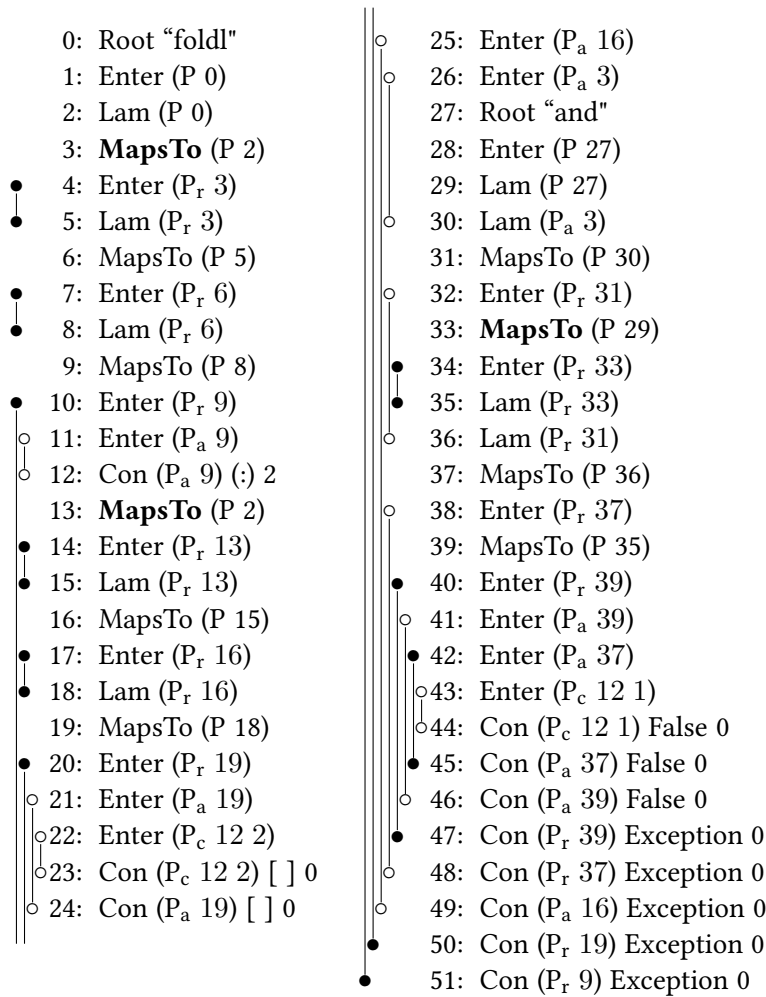 0: Root “foldl"
1: Enter (P 0)
2: Lam (P 0)
3: MapsTo (P 2)
4: Enter (Pr 3)
5: Lam (Pr 3)
6: MapsTo (P 5)
7: Enter (Pr 6)
8: Lam (Pr 6)
9: MapsTo (P 8)
10: Enter (Pr 9)
11: Enter (Pa 9)
12: Con (Pa 9) (:) 2
13: MapsTo (P 2)
14: Enter (Pr 13)
15: Lam (Pr 13)
16: MapsTo (P 15)
17: Enter (Pr 16)
18: Lam (Pr 16)
19: MapsTo (P 18)
20: Enter (Pr 19)
21: Enter (Pa 19)
22: Enter (Pc 12 2)
23: Con (Pc 12 2) [ ] 0
24: Con (Pa 19) [ ] 0
25: Enter (Pa 16)
26: Enter (Pa 3)
27: Root “and"
28: Enter (P 27)
29: Lam (P 27)
30: Lam (Pa 3)
31: MapsTo (P 30)
32: Enter (Pr 31)
33: MapsTo (P 29)
34: Enter (Pr 33)
35: Lam (Pr 33)
36: Lam (Pr 31)
37: MapsTo (P 36)
38: Enter (Pr 37)
39: MapsTo (P 35)
40: Enter (Pr 39)
41: Enter (Pa 39)
42: Enter (Pa 37)
43: Enter (Pc 12 1)
44: Con (Pc 12 1) False 0
45: Con (Pa 37) False 0
46: Con (Pa 39) False 0
47: Con (Pr 39) Exception 0
48: Con (Pr 37) Exception 0
49: Con (Pa 16) Exception 0
50: Con (Pr 19) Exception 0
51: Con (Pr 9) Exception 0